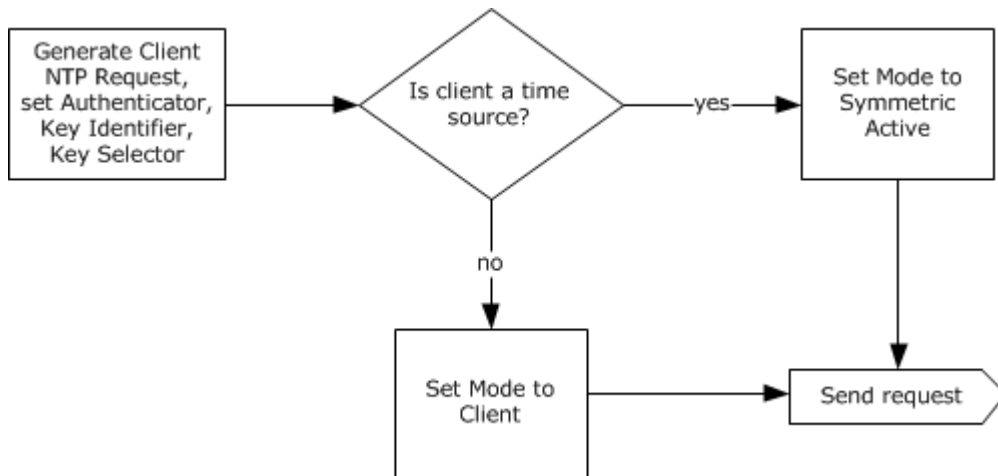 Generate Client
NTP Request,
set Authenticator,
Key Identifier,
Key Selector
Is client a time
source?
yes
Set Mode to
Symmetric
Active
no
Set Mode to
Client
Send request